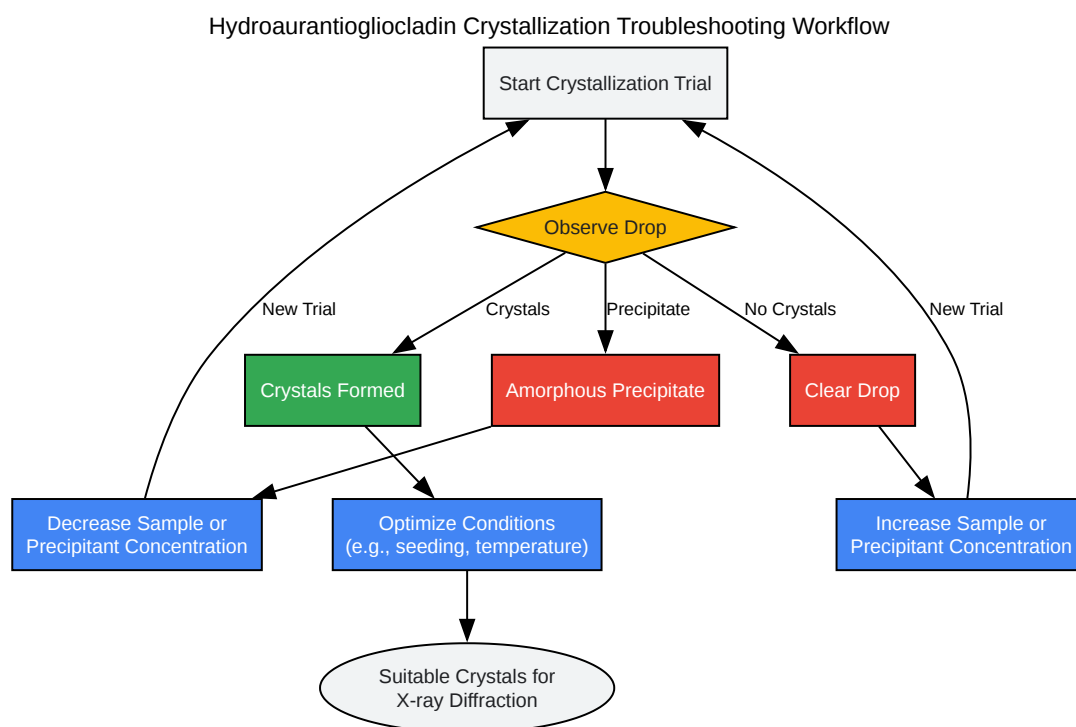 Hydroaurantiogliocladin Crystallization Troubleshooting Workflow
Start Crystallization Trial
Observe Drop
New Trial
Crystals
Precipitate
No Crystals
New Trial
Crystals Formed
Amorphous Precipitate
Clear Drop
Decrease Sample or
Precipitant Concentration
Optimize Conditions
(e.g., seeding, temperature)
Increase Sample or
Precipitant Concentration
Suitable Crystals for
X-ray Diffraction